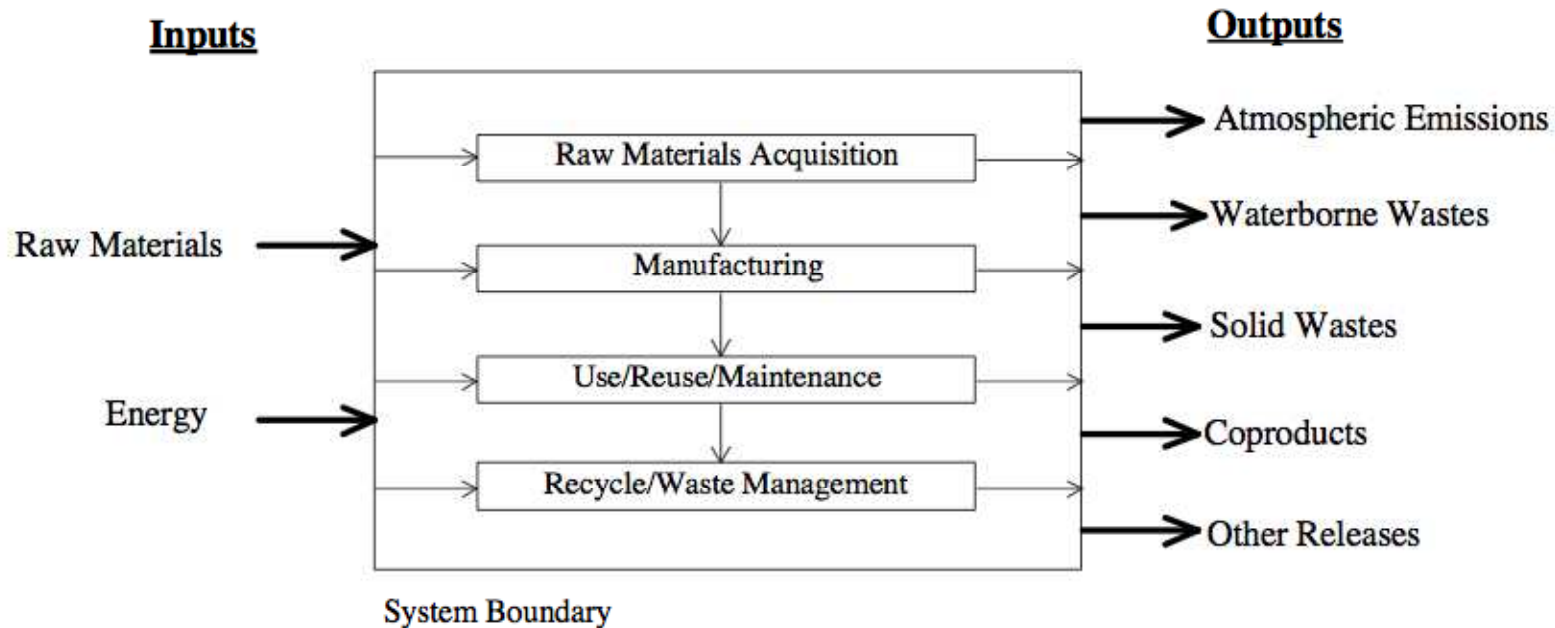 Inputs
Outputs
Atmospheric Emissions
Raw Materials Acquisition
Waterborne Wastes
Raw Materials
Manufacturing
Solid Wastes
Use/Reuse/Maintenance
Energy
Coproducts
Recycle/Waste Management
Other Releases
System Boundary